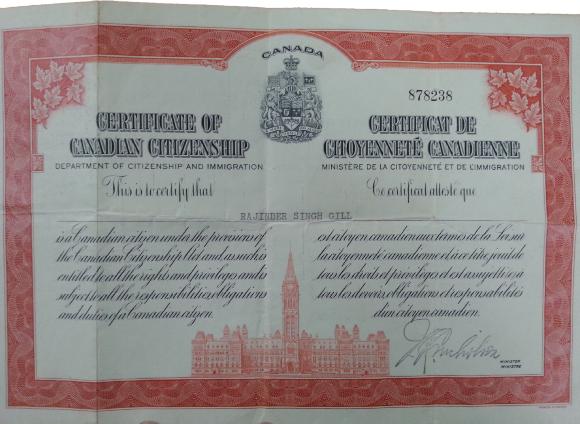 CANADA
878238
CERTIFICATE OF
CANADIAN CITIZENSHIP
DEPARTMENT OF CITIZENSHIP AND IMMIGRATION
This is to certify that
CERTIFICAT DE
CITOYENNETÉ CANADIENNE
MINISTÈRE DE LA CITOYENNETÉ ET DE L'IMMIGRATION
Ce certificat atteste que
RAJINDER SINGH GILL
is a Canadian citizen under the provisions of
the Canadian Citizenship Act and, as such, is
entitled to all the rights and privileges and is
subject to all the responsibilities, obligations
and duties of a Canadian citizen.
est citoyen canadien aux termes de la Loi sur
la citoyenneté canadienne et à ce titre jouit de
tous les droits et privilèges et est assujetti à
tous les devoirs, obligations et responsabilités
d'un citoyen canadien.
MINISTER
MINISTRE